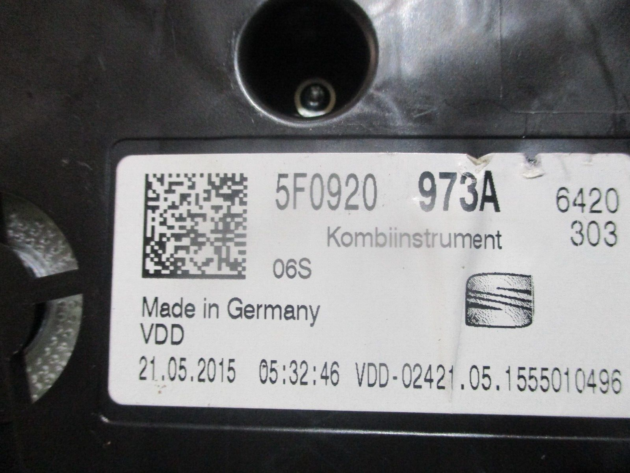 5F0920 973A 6420
Kombiinstrument 303
06S
Made in Germany
VDD
21.05.2015 05:32:46 VDD-02421.05.1555010496